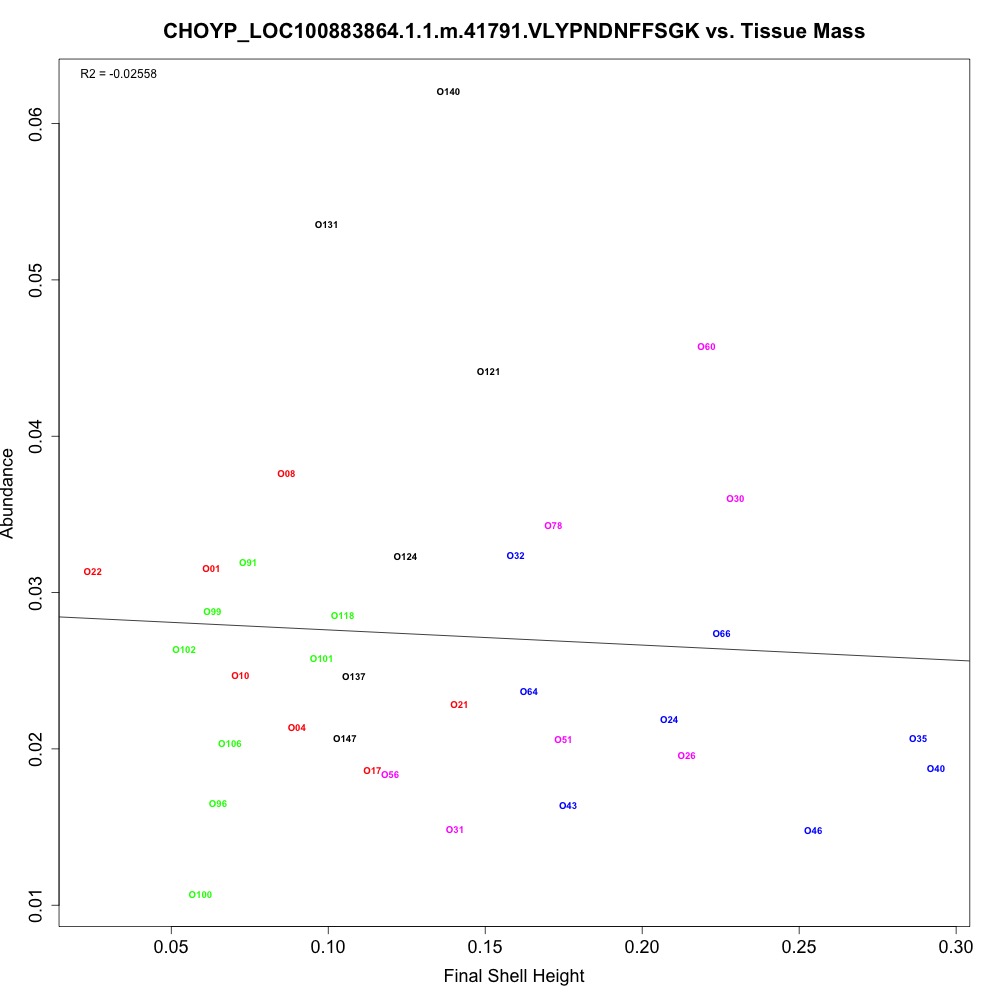 CHOYP_LOC100883864.1.1.m.41791.VLYPNDNFFSGK vs. Tissue Mass
R2 = -0.02558
O140
O131
O60
O121
O08
O30
O78
O124
O32
O91
O01
O22
O99
O118
O66
O102
O101
O10
O137
O64
O21
O24
O04
O51
O147
O35
O106
O26
O40
O17
O56
O96
O43
O31
O46
O100
0.06
0.05
0.04
0.03
0.02
0.01
Abundance
0.05 0.10 0.15 0.20 0.25 0.30
Final Shell Height